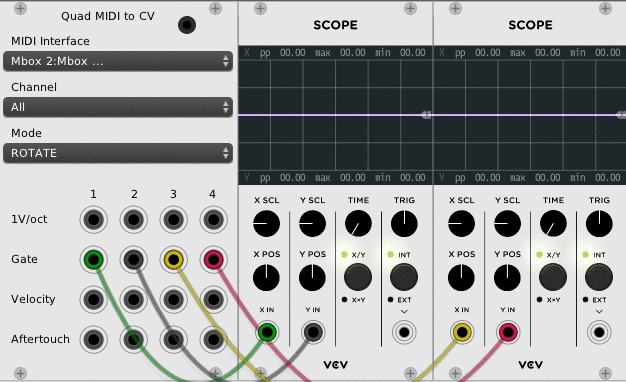 Quad MIDI to CV
MIDI Interface
Mbox 2:Mbox ...
Channel
All
Mode
ROTATE
1 2 3 4
1V/oct
Gate
Velocity
Aftertouch
SCOPE
X pp 00.00 max 00.00 min 00.00
Y pp 00.00 max 00.00 min 00.00
X SCL Y SCL TIME TRIG
X POS Y POS X/Y INT
X×Y EXT
X IN Y IN
VCV
SCOPE
X pp 00.00 max 00.00 min 00.00
Y pp 00.00 max 00.00 min 00.00
X SCL Y SCL TIME TRIG
X POS Y POS X/Y INT
X×Y EXT
X IN Y IN
VCV